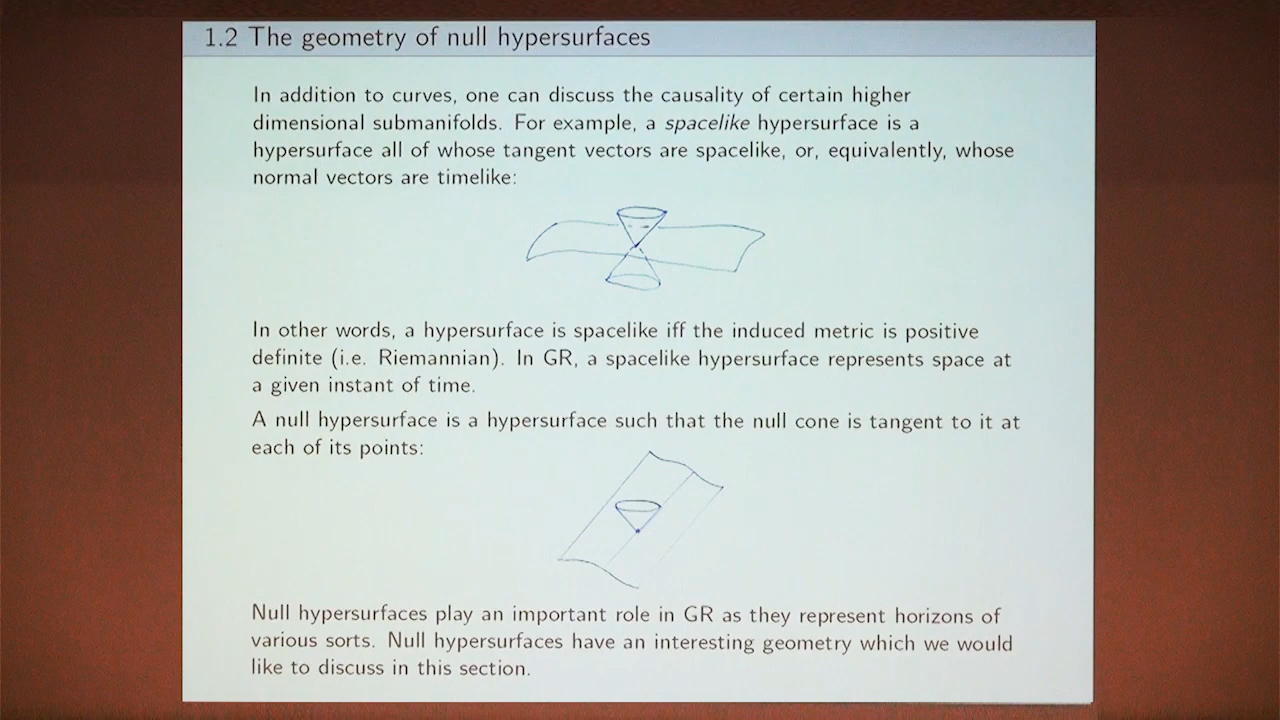 1.2 The geometry of null hypersurfaces
In addition to curves, one can discuss the causality of certain higher
dimensional submanifolds. For example, a spacelike hypersurface is a
hypersurface all of whose tangent vectors are spacelike, or, equivalently, whose
normal vectors are timelike:
In other words, a hypersurface is spacelike iff the induced metric is positive
definite (i.e. Riemannian). In GR, a spacelike hypersurface represents space at
a given instant of time.
A null hypersurface is a hypersurface such that the null cone is tangent to it at
each of its points:
Null hypersurfaces play an important role in GR as they represent horizons of
various sorts. Null hypersurfaces have an interesting geometry which we would
like to discuss in this section.